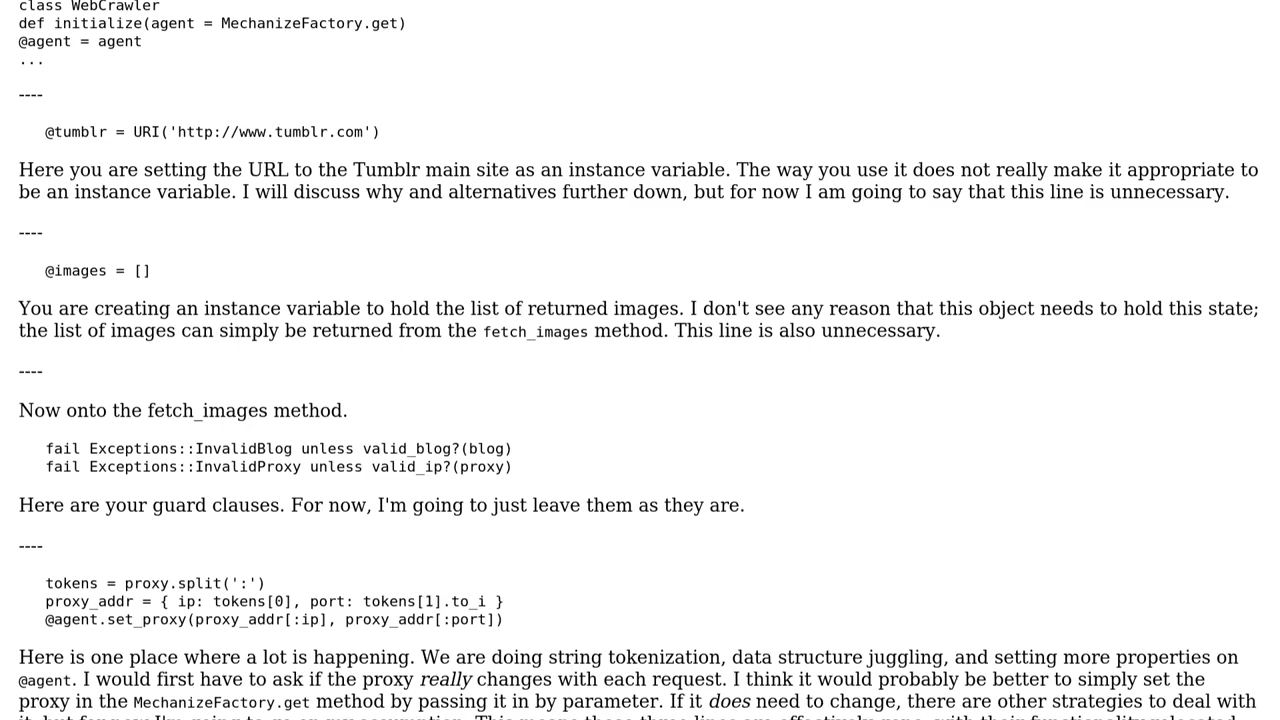 class WebCrawler
def initialize(agent = MechanizeFactory.get)
@agent = agent
...
----
@tumblr = URI('http://www.tumblr.com')
Here you are setting the URL to the Tumblr main site as an instance variable. The way you use it does not really make it appropriate to
be an instance variable. I will discuss why and alternatives further down, but for now I am going to say that this line is unnecessary.
----
@images = []
You are creating an instance variable to hold the list of returned images. I don't see any reason that this object needs to hold this state;
the list of images can simply be returned from the fetch_images method. This line is also unnecessary.
----
Now onto the fetch_images method.
fail Exceptions::InvalidBlog unless valid_blog?(blog)
fail Exceptions::InvalidProxy unless valid_ip?(proxy)
Here are your guard clauses. For now, I'm going to just leave them as they are.
----
tokens = proxy.split(':')
proxy_addr = { ip: tokens[0], port: tokens[1].to_i }
@agent.set_proxy(proxy_addr[:ip], proxy_addr[:port])
Here is one place where a lot is happening. We are doing string tokenization, data structure juggling, and setting more properties on
@agent. I would first have to ask if the proxy really changes with each request. I think it would probably be better to simply set the
proxy in the MechanizeFactory.get method by passing it in by parameter. If it does need to change, there are other strategies to deal with